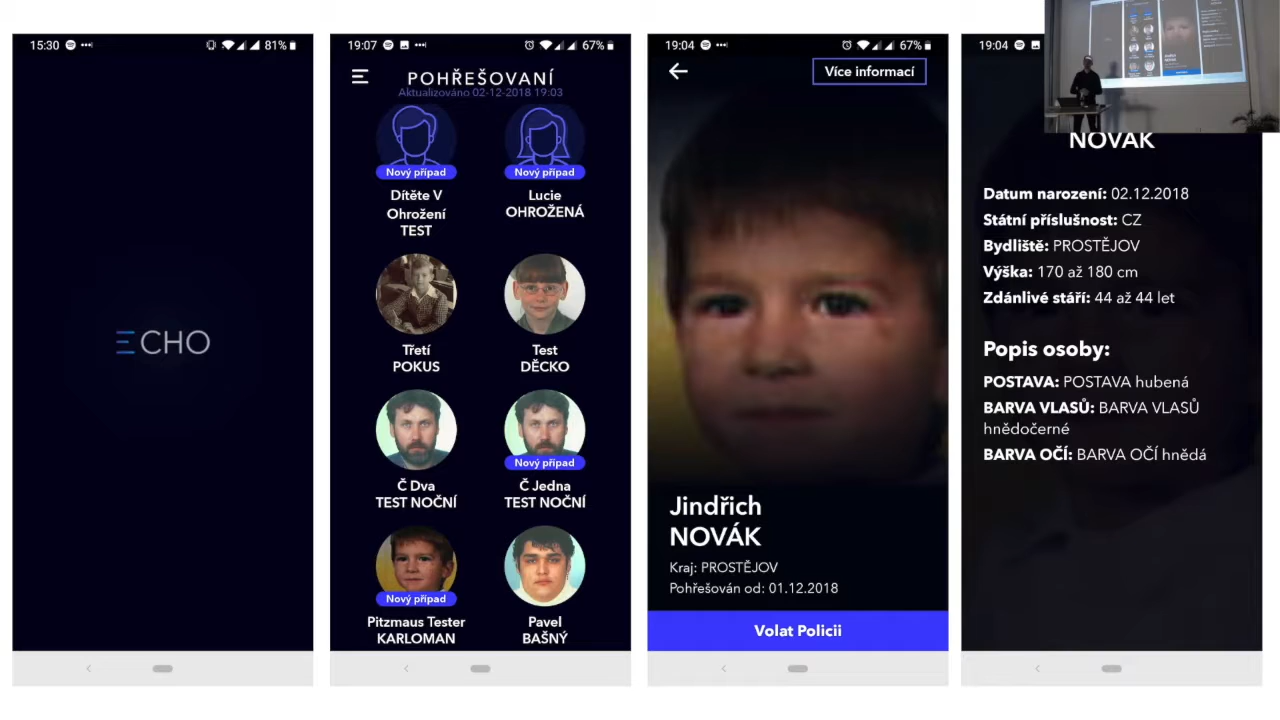 15:30
81%
ECHO
19:07
67%
POHŘEŠOVANÍ
Aktualizováno 02-12-2018 19:03
Nový případ
Nový případ
Dítěte V
Ohrožení
TEST
Lucie
OHROŽENÁ
Třetí
POKUS
Test
DĚCKO
Nový případ
Č Dva
TEST NOČNÍ
Č Jedna
TEST NOČNÍ
Nový případ
Pitzmaus Tester
KARLOMAN
Pavel
BAŠNÝ
19:04
67%
Více informací
Jindřich
NOVÁK
Kraj: PROSTĚJOV
Pohřešován od: 01.12.2018
Volat Policii
19:04
NOVÁK
Datum narození: 02.12.2018
Státní příslušnost: CZ
Bydliště: PROSTĚJOV
Výška: 170 až 180 cm
Zdánlivé stáří: 44 až 44 let
Popis osoby:
POSTAVA: POSTAVA hubená
BARVA VLASŮ: BARVA VLASŮ
hnědočerné
BARVA OČÍ: BARVA OČÍ hnědá